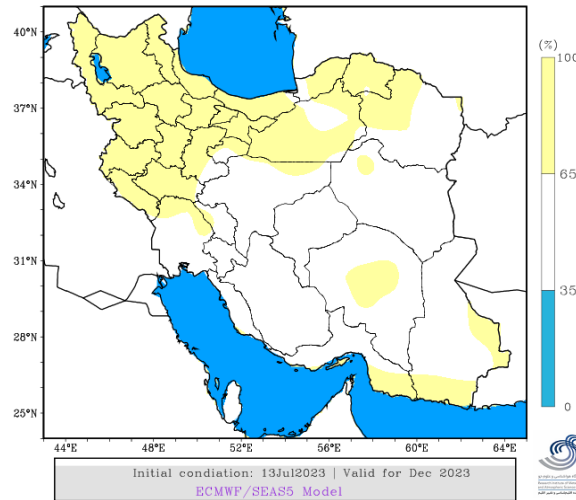 (%)
100
65
35
0
40°N
37°N
34°N
31°N
28°N
25°N
44°E
48°E
52°E
56°E
60°E
64°E
Initial condiation: 13Jul2023 | Valid for Dec 2023
ECMWF/SEAS5 Model